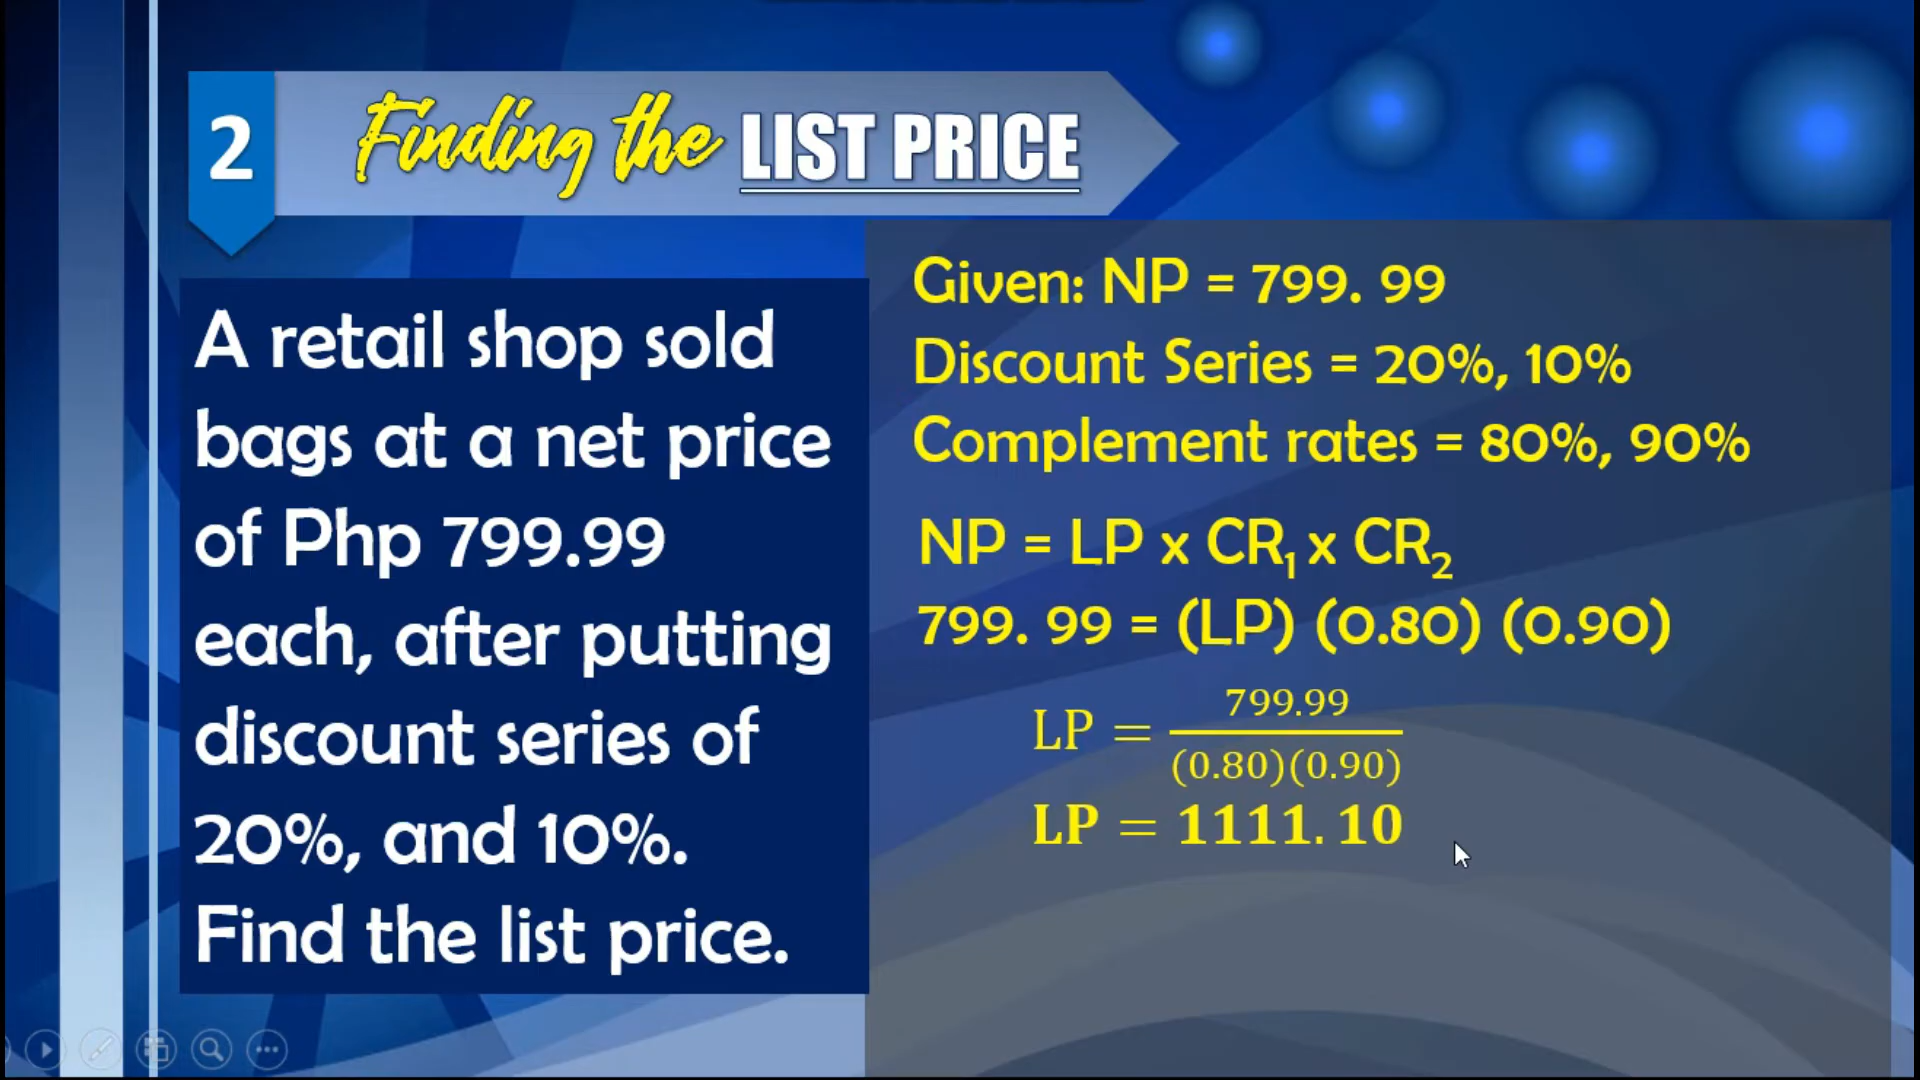 2
Finding the LIST PRICE
A retail shop sold
bags at a net price
of Php 799.99
each, after putting
discount series of
20%, and 10%.
Find the list price.
Given: NP = 799. 99
Discount Series = 20%, 10%
Complement rates = 80%, 90%
NP = LP x CR₁ x CR₂
799. 99 = (LP) (0.80) (0.90)
LP = 799.99 / (0.80)(0.90)
LP = 1111. 10